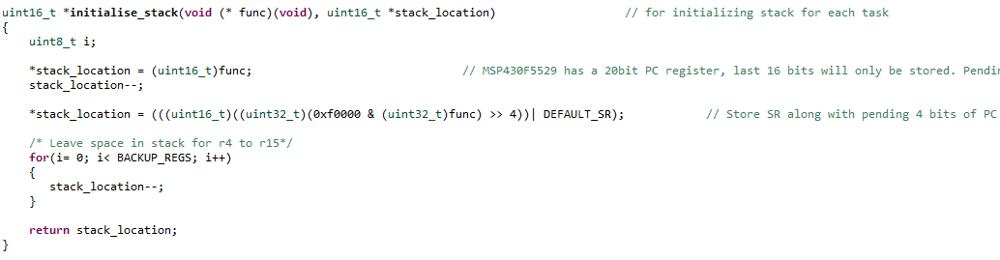 uint16_t *initialise_stack(void (* func)(void), uint16_t *stack_location) // for initializing stack for each task
{
uint8_t i;
*stack_location = (uint16_t)func; // MSP430F5529 has a 20bit PC register, last 16 bits will only be stored.
stack_location--;
*stack_location = (((uint16_t)((uint32_t)(0xf0000 & (uint32_t)func) >> 4))| DEFAULT_SR); // Store SR along with pending 4 bits of PC
/* Leave space in stack for r4 to r15*/
for(i= 0; i< BACKUP_REGS; i++)
{
stack_location--;
}
return stack_location;
}